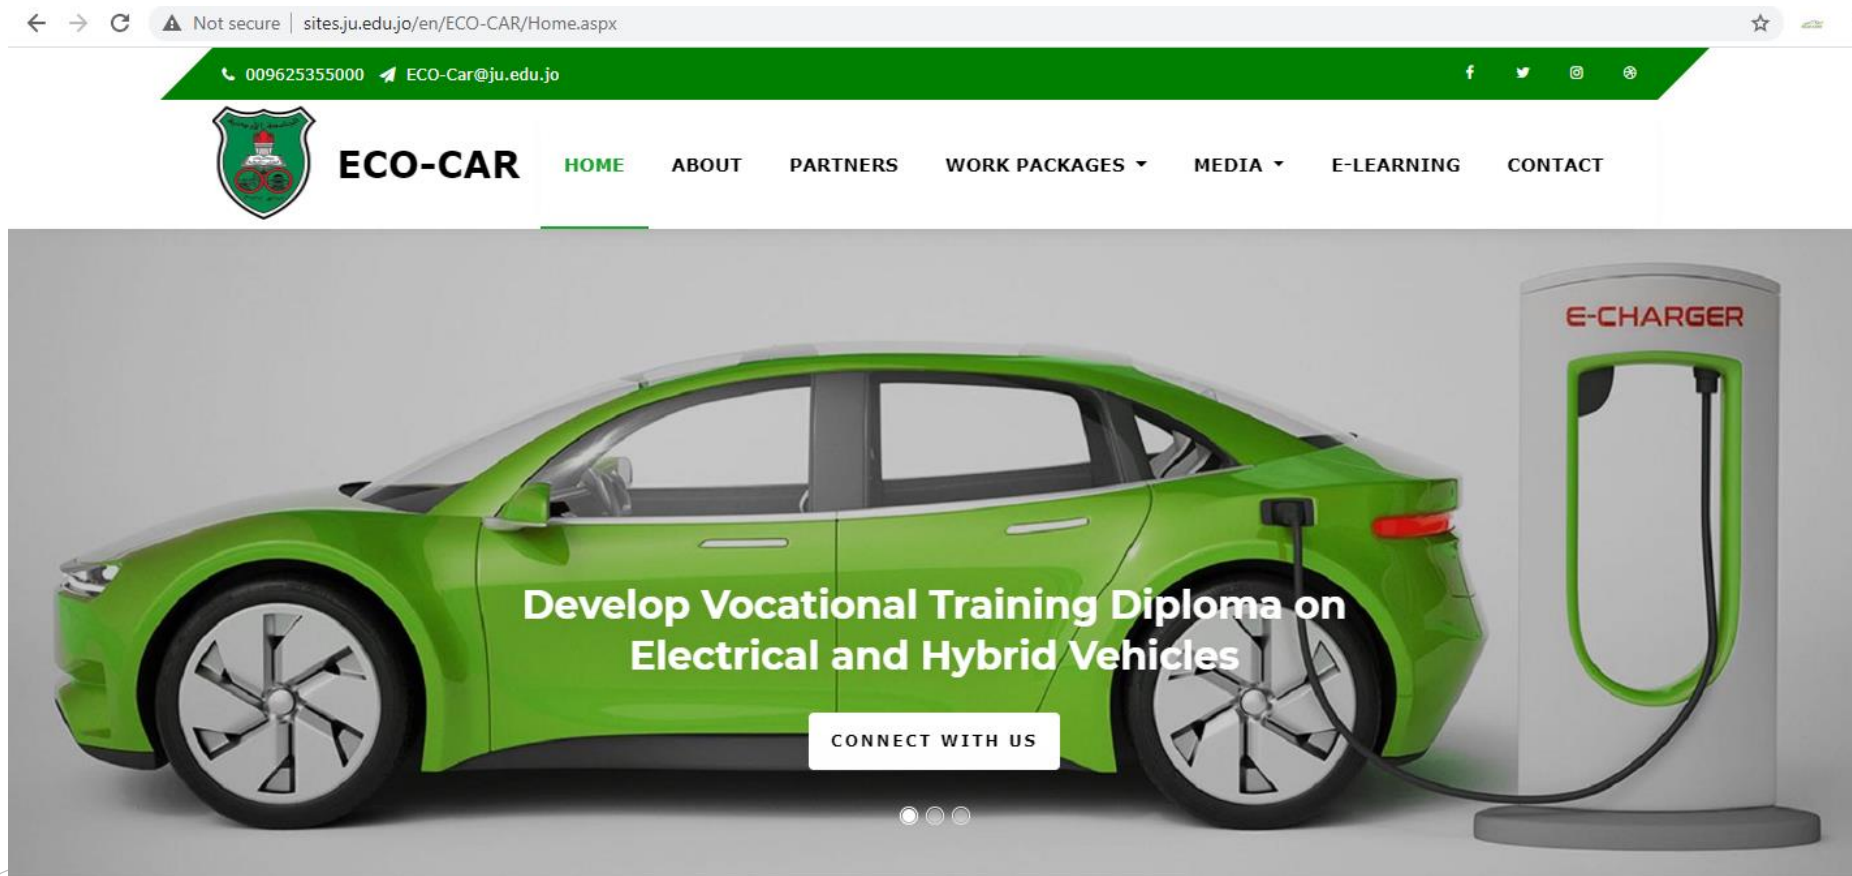 Not secure | sites.ju.edu.jo/en/ECO-CAR/Home.aspx
009625355000 ECO-Car@ju.edu.jo
ECO-CAR HOME ABOUT PARTNERS WORK PACKAGES MEDIA E-LEARNING CONTACT
E-CHARGER
Develop Vocational Training Diploma on
Electrical and Hybrid Vehicles
CONNECT WITH US